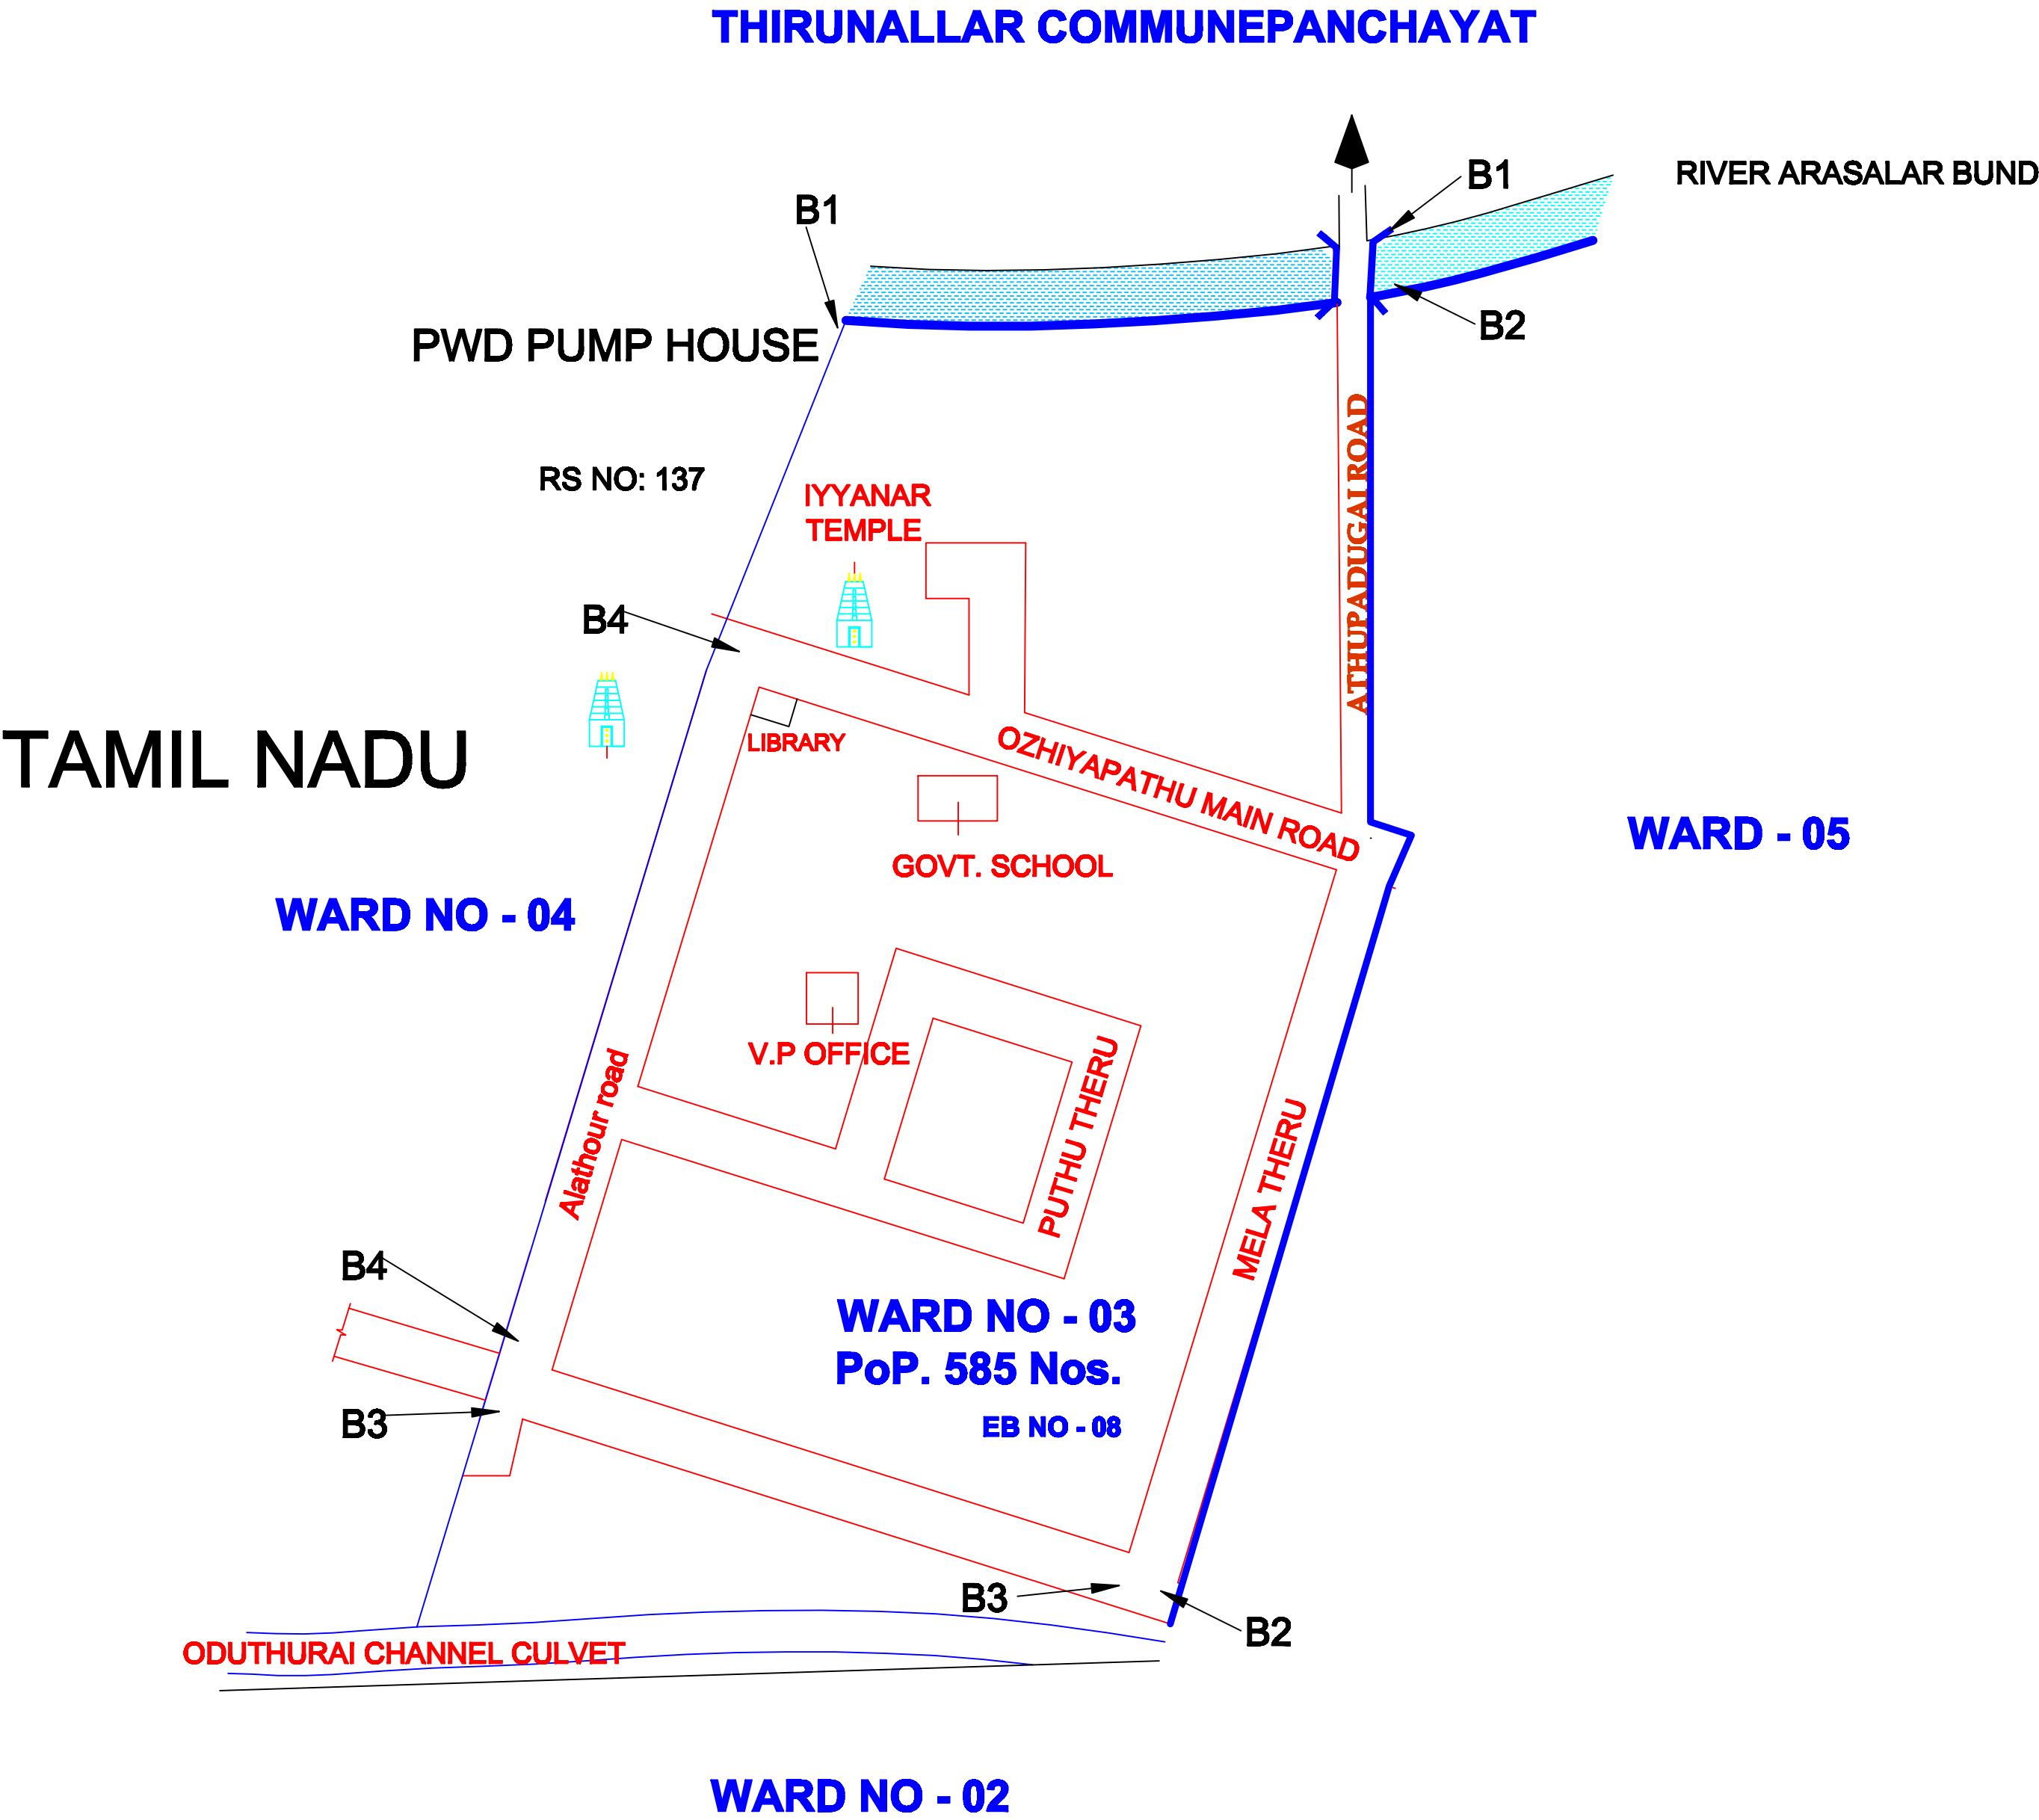 THIRUNALLAR COMMUNEPANCHAYAT
RIVER ARASALAR BUND
B1
B1
B2
PWD PUMP HOUSE
RS NO: 137
IYYANAR
TEMPLE
ATHUPADUGAI ROAD
B4
TAMIL NADU
LIBRARY
OZHIYAPATHU MAIN ROAD
WARD - 05
GOVT. SCHOOL
WARD NO - 04
V.P OFFICE
Alathour road
PUTHU THERU
MELA THERU
B4
WARD NO - 03
PoP. 585 Nos.
B3
EB NO - 08
B3
B2
ODUTHURAI CHANNEL CULVET
WARD NO - 02